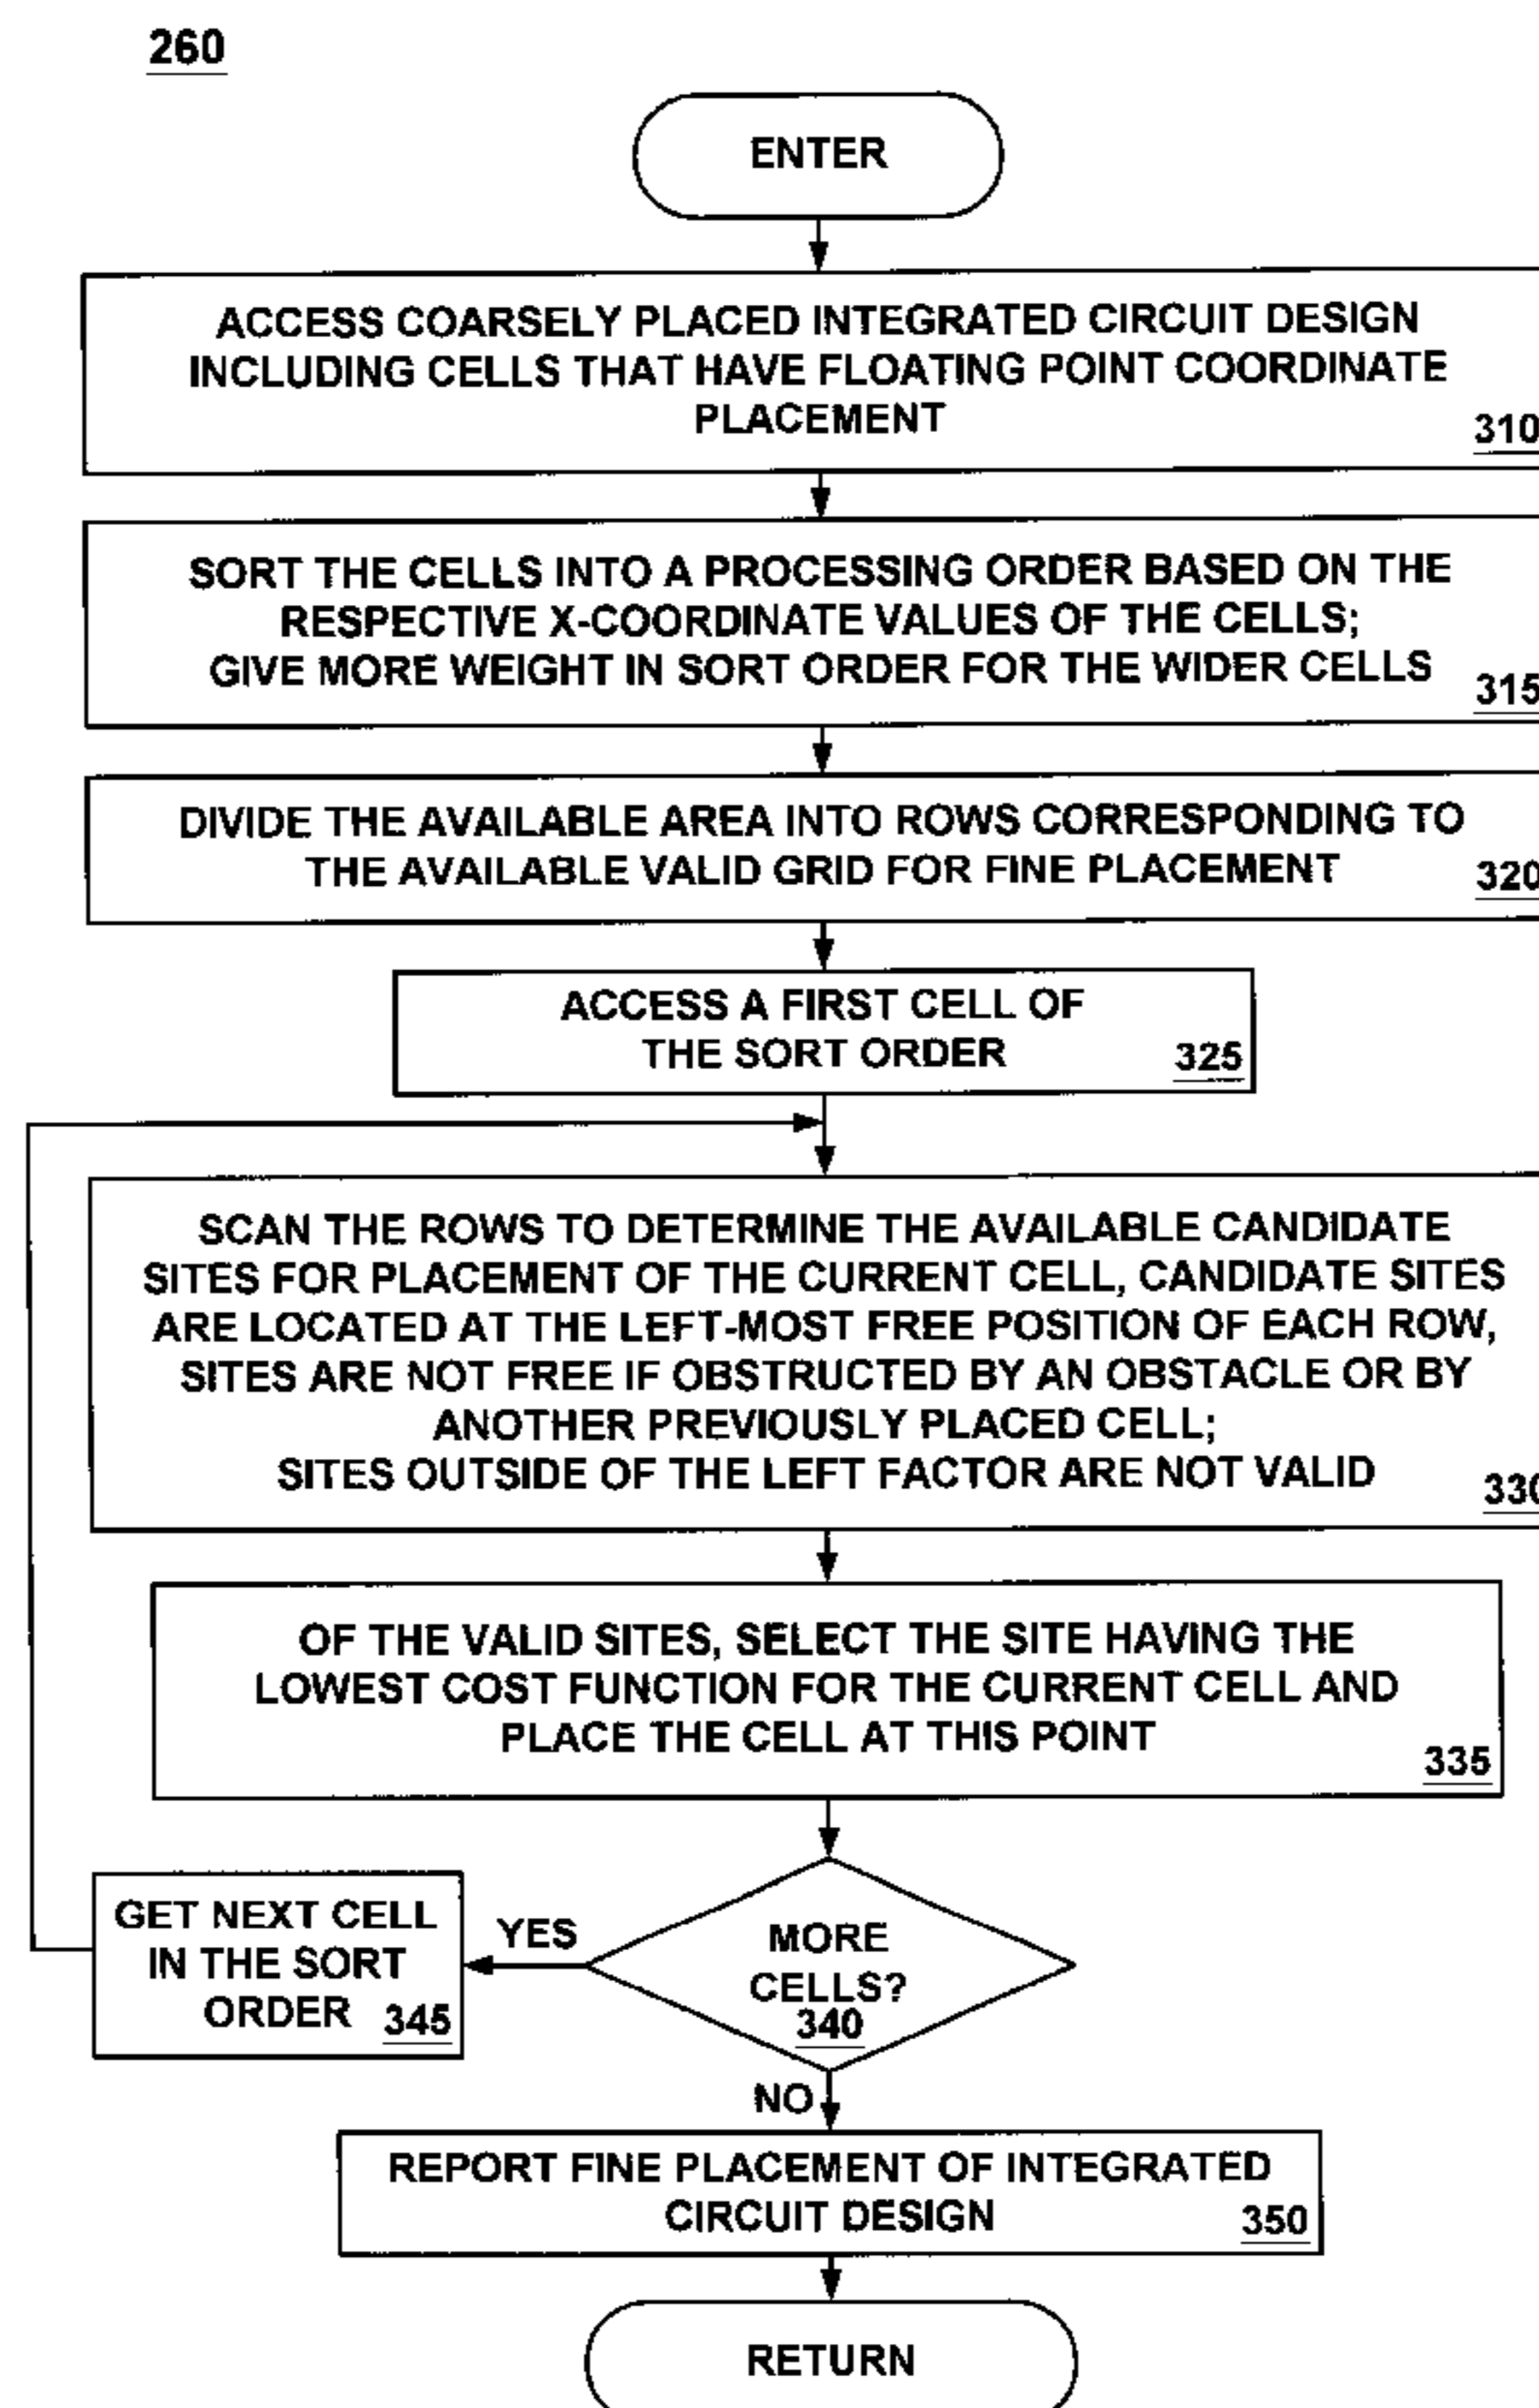 260
ENTER
ACCESS COARSELY PLACED INTEGRATED CIRCUIT DESIGN
INCLUDING CELLS THAT HAVE FLOATING POINT COORDINATE
PLACEMENT
310
SORT THE CELLS INTO A PROCESSING ORDER BASED ON THE
RESPECTIVE X-COORDINATE VALUES OF THE CELLS;
GIVE MORE WEIGHT IN SORT ORDER FOR THE WIDER CELLS
315
DIVIDE THE AVAILABLE AREA INTO ROWS CORRESPONDING TO
THE AVAILABLE VALID GRID FOR FINE PLACEMENT
320
ACCESS A FIRST CELL OF
THE SORT ORDER
325
SCAN THE ROWS TO DETERMINE THE AVAILABLE CANDIDATE
SITES FOR PLACEMENT OF THE CURRENT CELL, CANDIDATE SITES
ARE LOCATED AT THE LEFT-MOST FREE POSITION OF EACH ROW,
SITES ARE NOT FREE IF OBSTRUCTED BY AN OBSTACLE OR BY
ANOTHER PREVIOUSLY PLACED CELL;
SITES OUTSIDE OF THE LEFT FACTOR ARE NOT VALID
330
OF THE VALID SITES, SELECT THE SITE HAVING THE
LOWEST COST FUNCTION FOR THE CURRENT CELL AND
PLACE THE CELL AT THIS POINT
335
GET NEXT CELL
IN THE SORT
ORDER
345
YES
MORE
CELLS?
340
NO
REPORT FINE PLACEMENT OF INTEGRATED
CIRCUIT DESIGN
350
RETURN